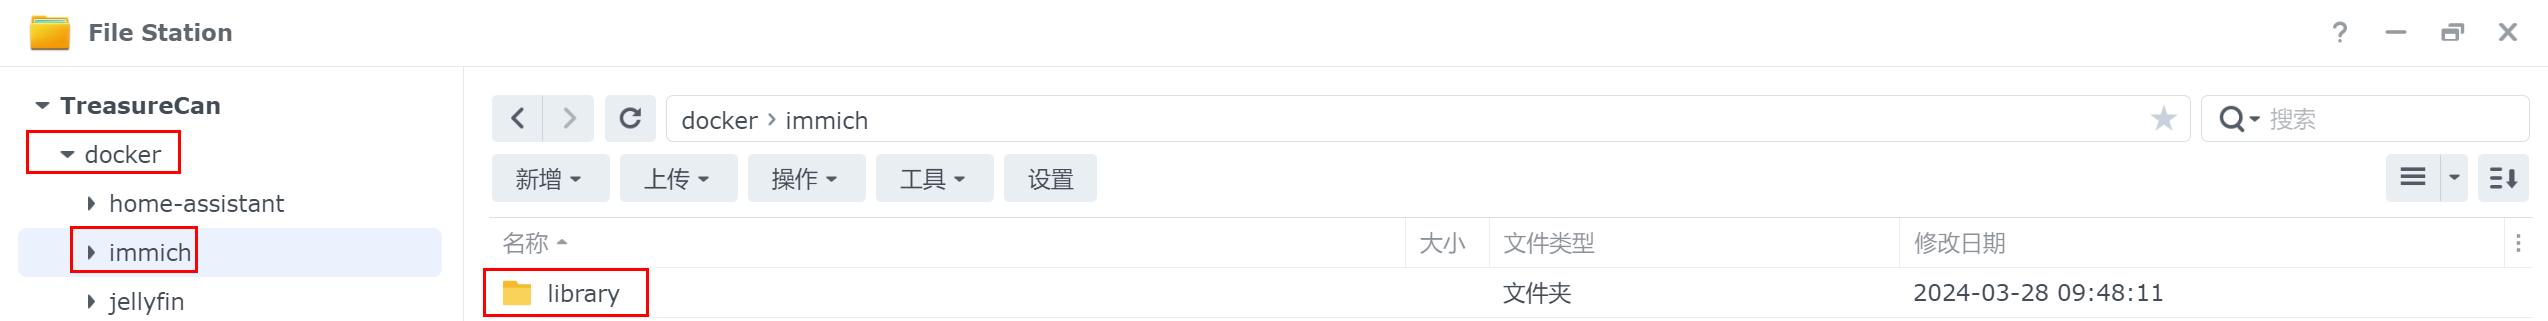 File Station
TreasureCan
docker
home-assistant
immich
jellyfin
docker > immich
搜索
新增 上传 操作 工具 设置
名称 大小 文件类型 修改日期
library 文件夹 2024-03-28 09:48:11